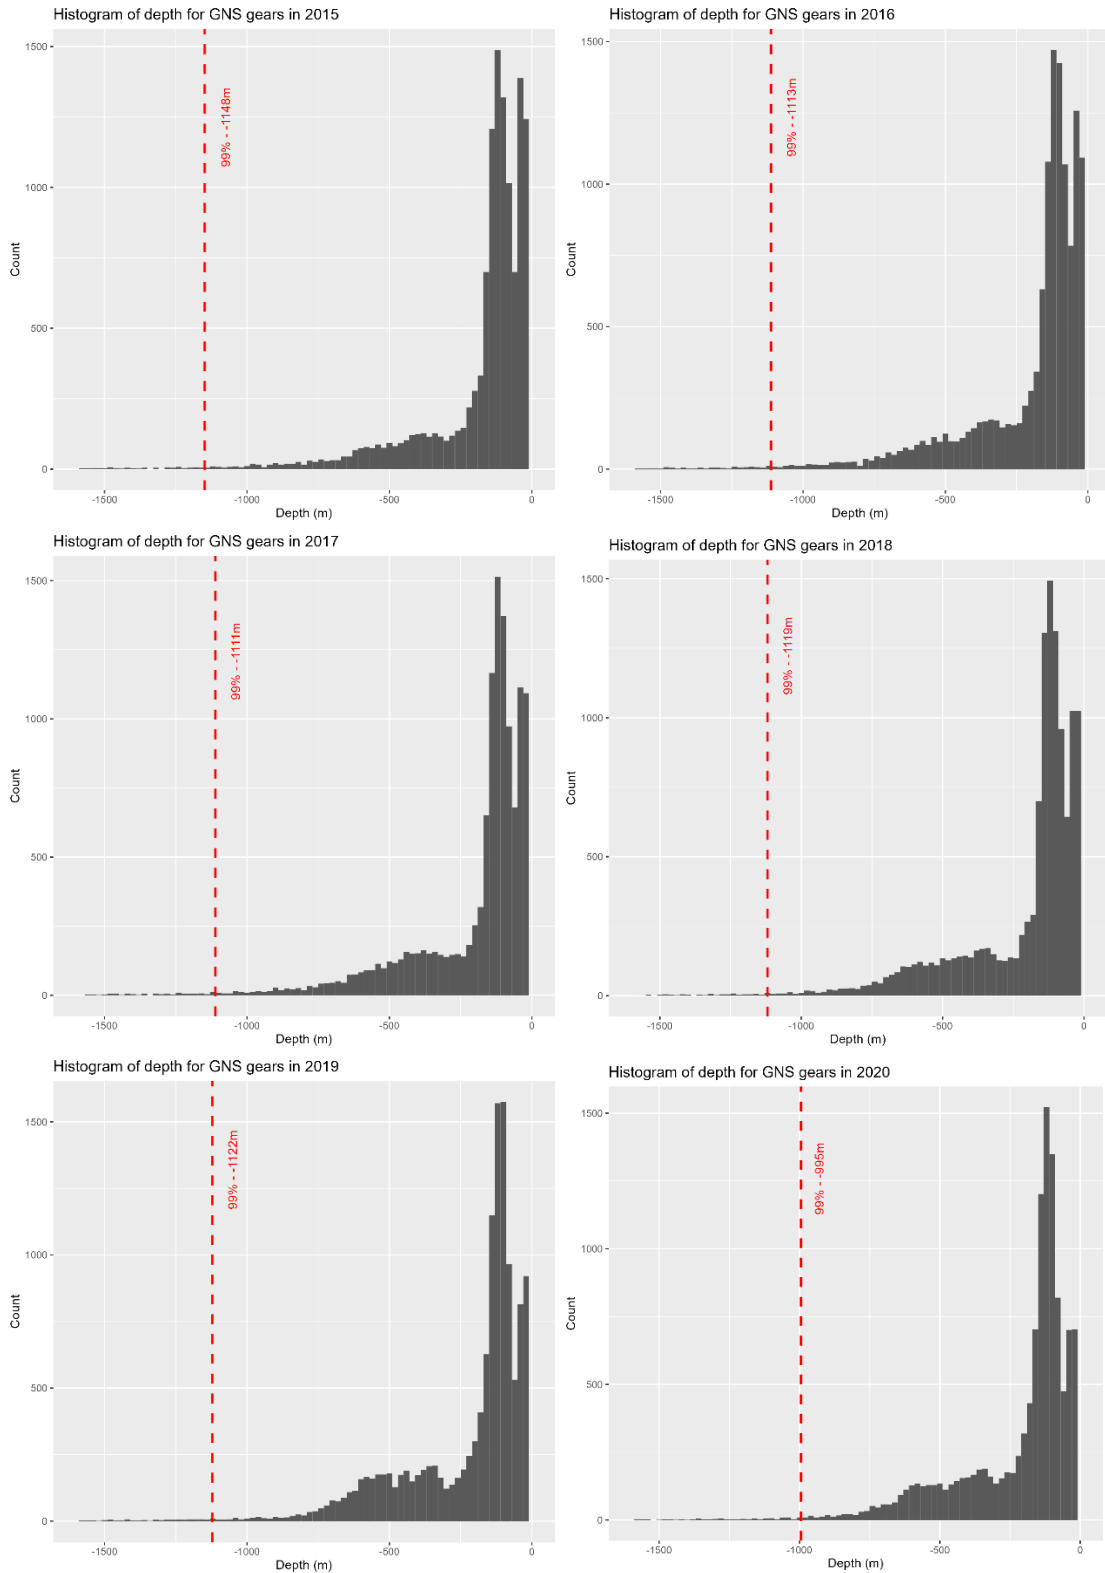 Histogram of depth for GNS gears in 2015
1500
1000
500
0
Count
99% - -1148m
-1500
-1000
-500
0
Depth (m)
Histogram of depth for GNS gears in 2016
1500
1000
500
0
Count
99% - -1113m
-1500
-1000
-500
0
Depth (m)
Histogram of depth for GNS gears in 2017
1500
1000
500
0
Count
99% - -1111m
-1500
-1000
-500
0
Depth (m)
Histogram of depth for GNS gears in 2018
1500
1000
500
0
Count
99% - -1119m
-1500
-1000
-500
0
Depth (m)
Histogram of depth for GNS gears in 2019
1500
1000
500
0
Count
99% - -1122m
-1500
-1000
-500
0
Depth (m)
Histogram of depth for GNS gears in 2020
1500
1000
500
0
Count
99% - -995m
-1500
-1000
-500
0
Depth (m)